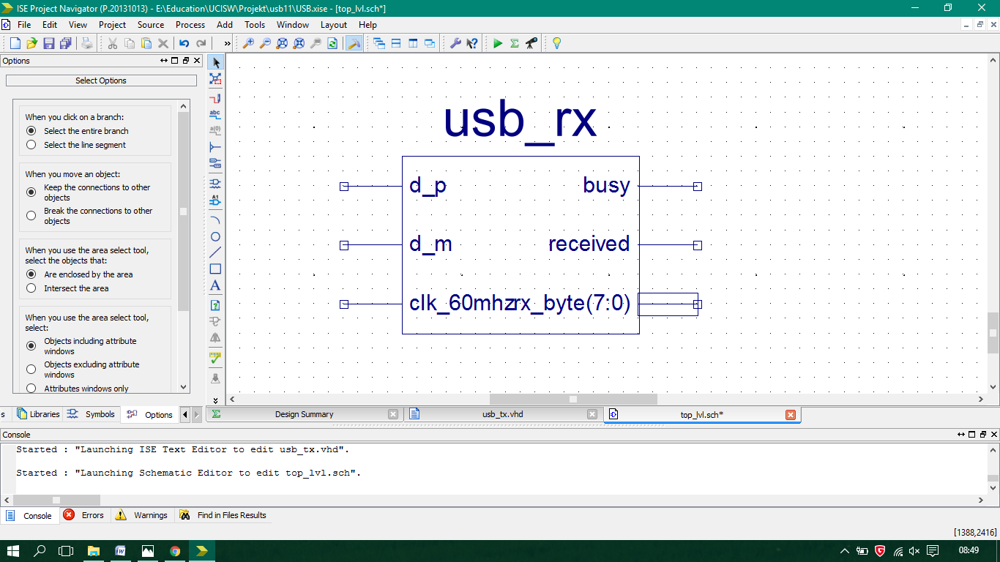 ISE Project Navigator (P.20131013) - E:\Education\UCISW\Projekt\usb11\USB.xise - [top_lvl.sch*]
File Edit View Project Source Process Add Tools Window Layout Help
»
Options
Select Options
When you click on a branch:
Select the entire branch
Select the line segment
When you move an object:
Keep the connections to other
objects
Break the connections to other
objects
When you use the area select tool,
select the objects that:
Are enclosed by the area
Intersect the area
When you use the area select tool,
select:
Objects including attribute
windows
Objects excluding attribute
windows
Attributes windows only
abc
a(0)
A1
A
usb_rx
d_p busy
d_m received
clk_60mhz rx_byte(7:0)
s Libraries Symbols Options
Design Summary usb_tx.vhd top_lvl.sch*
Console
Started : "Launching ISE Text Editor to edit usb_tx.vhd".
Started : "Launching Schematic Editor to edit top_lvl.sch".
Console Errors Warnings Find in Files Results
[1388,2416]
08:49